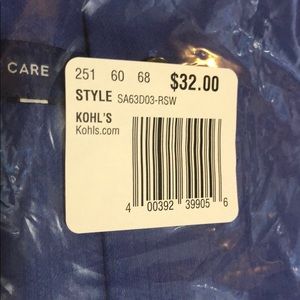 CARE
251 60 68 $32.00
STYLE SA63D03-RSW
KOHL'S
Kohls.com
4 00392 39905 6